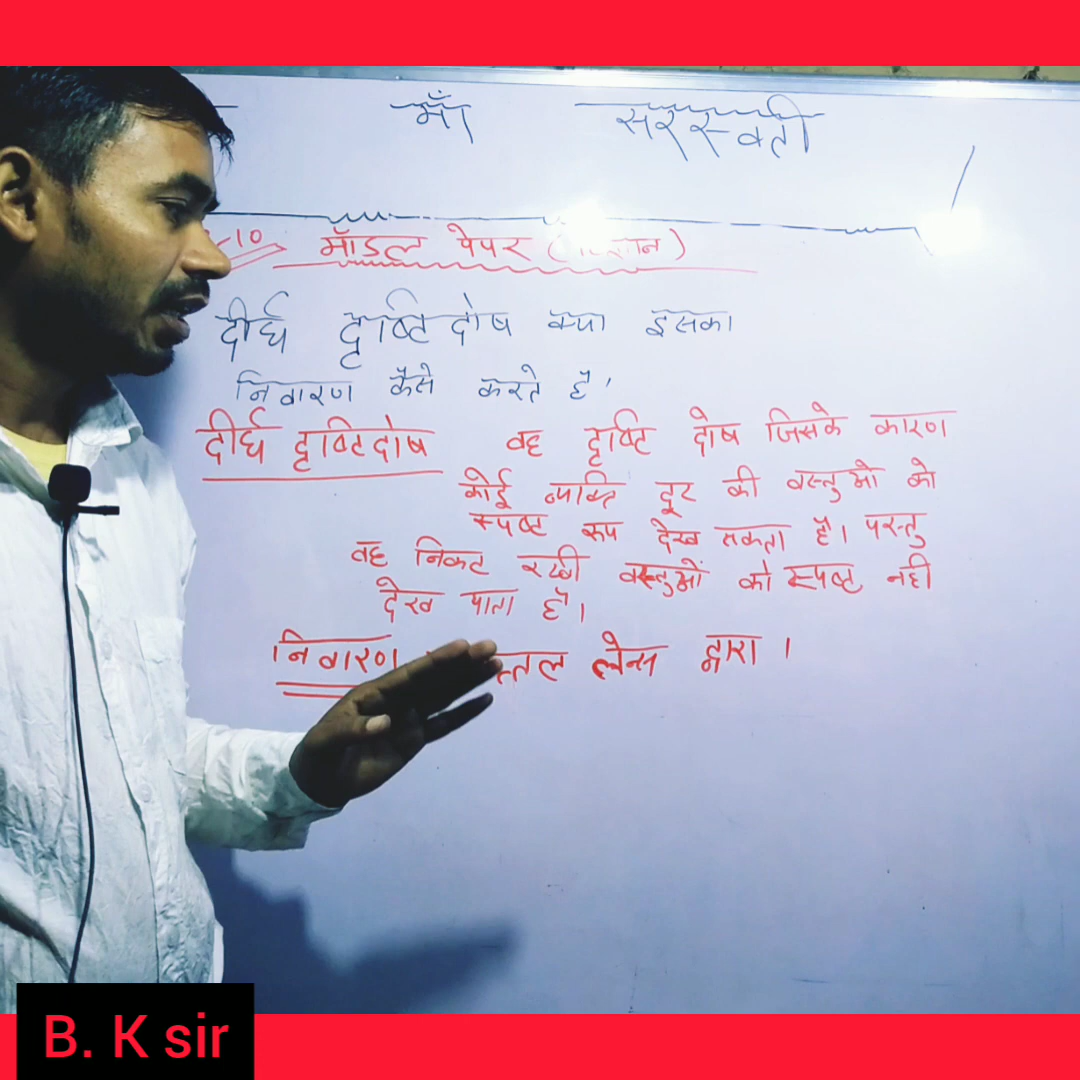 माँ सरस्वती
10 मॉडल पेपर
दीर्घ दृष्टि दोष क्या इसका
निवारण कैसे करते है'
दीर्घ दृष्टिदोष वह दृष्टि दोष जिसके कारण
कोई व्यक्ति दूर की वस्तुओ को
स्पष्ट रूप देख सकता है। परन्तु
वह निकट रखी वस्तुओं को स्पष्ट नही
देख पाता है।
निवारण लेन्स द्वारा ।
B. K sir